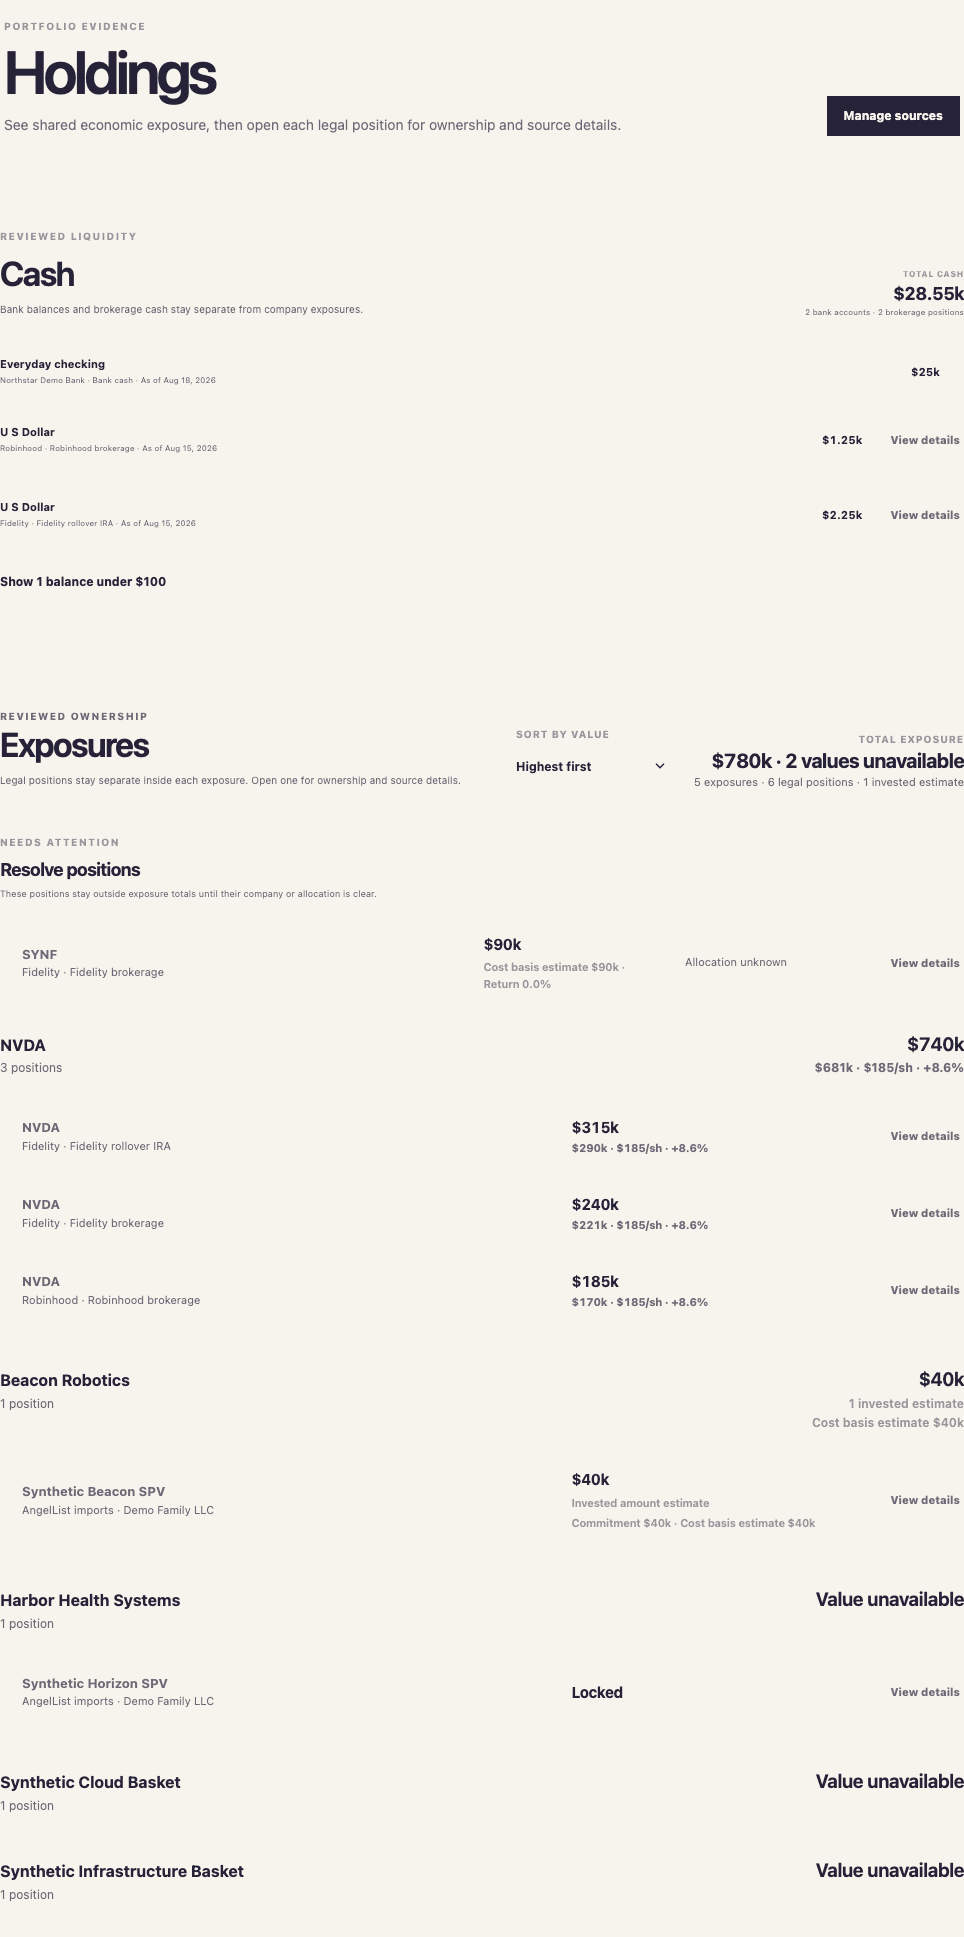 PORTFOLIO EVIDENCE
Holdings
See shared economic exposure, then open each legal position for ownership and source details.
Manage sources
REVIEWED LIQUIDITY
Cash
Bank balances and brokerage cash stay separate from company exposures.
TOTAL CASH
$28.55k
2 bank accounts · 2 brokerage positions
Everyday checking
Northstar Demo Bank · Bank cash · As of Aug 18, 2026
$25k
U S Dollar
Robinhood · Robinhood brokerage · As of Aug 15, 2026
$1.25k View details
U S Dollar
Fidelity · Fidelity rollover IRA · As of Aug 15, 2026
$2.25k View details
Show 1 balance under $100
REVIEWED OWNERSHIP
Exposures
Legal positions stay separate inside each exposure. Open one for ownership and source details.
SORT BY VALUE
Highest first
TOTAL EXPOSURE
$780k · 2 values unavailable
5 exposures · 6 legal positions · 1 invested estimate
NEEDS ATTENTION
Resolve positions
These positions stay outside exposure totals until their company or allocation is clear.
SYNF
Fidelity · Fidelity brokerage
$90k
Cost basis estimate $90k ·
Return 0.0%
Allocation unknown
View details
NVDA
3 positions
$740k
$681k · $185/sh · +8.6%
NVDA
Fidelity · Fidelity rollover IRA
$315k
$290k · $185/sh · +8.6%
View details
NVDA
Fidelity · Fidelity brokerage
$240k
$221k · $185/sh · +8.6%
View details
NVDA
Robinhood · Robinhood brokerage
$185k
$170k · $185/sh · +8.6%
View details
Beacon Robotics
1 position
$40k
1 invested estimate
Cost basis estimate $40k
Synthetic Beacon SPV
AngelList imports · Demo Family LLC
$40k
Invested amount estimate
Commitment $40k · Cost basis estimate $40k
View details
Harbor Health Systems
1 position
Value unavailable
Synthetic Horizon SPV
AngelList imports · Demo Family LLC
Locked
View details
Synthetic Cloud Basket
1 position
Value unavailable
Synthetic Infrastructure Basket
1 position
Value unavailable